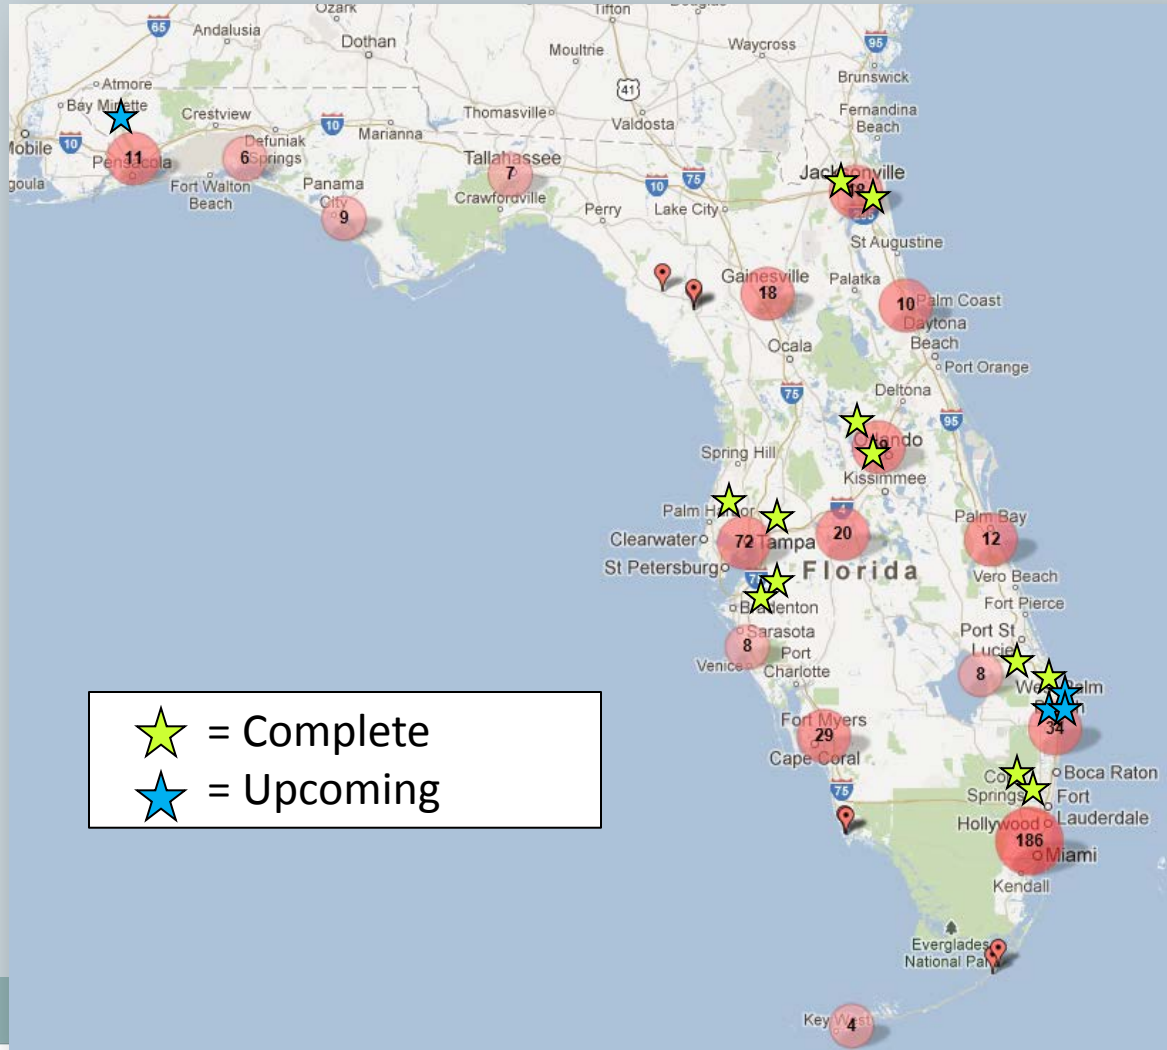 Ozark
Tifton
65
Andalusia
Dothan
Moultrie
Waycross
95
Brunswick
Atmore
41
Bay Minette
Crestview
10
Marianna
Thomasville
Valdosta
Fernandina
Beach
Mobile
10
11
Pensacola
6
Defuniak
Springs
Tallahassee
7
Jacksonville
goula
Fort Walton
Beach
Panama
City
9
Crawfordville
10
75
Perry
Lake City
St Augustine
Gainesville
18
Palatka
10
Palm Coast
Daytona
Beach
Ocala
Port Orange
75
Deltona
95
Orlando
Spring Hill
Kissimmee
4
Palm Harbor
Clearwater
72
Tampa
20
Palm Bay
12
St Petersburg
Florida
Vero Beach
Bradenton
Fort Pierce
Sarasota
8
Venice
Port
Charlotte
Port St
Lucie
8
West Palm
34
Fort Myers
29
Cape Coral
75
Boca Raton
Springs
Fort
Lauderdale
Hollywood
186
Miami
Kendall
Everglades
National Park
Key West
4
= Complete
= Upcoming